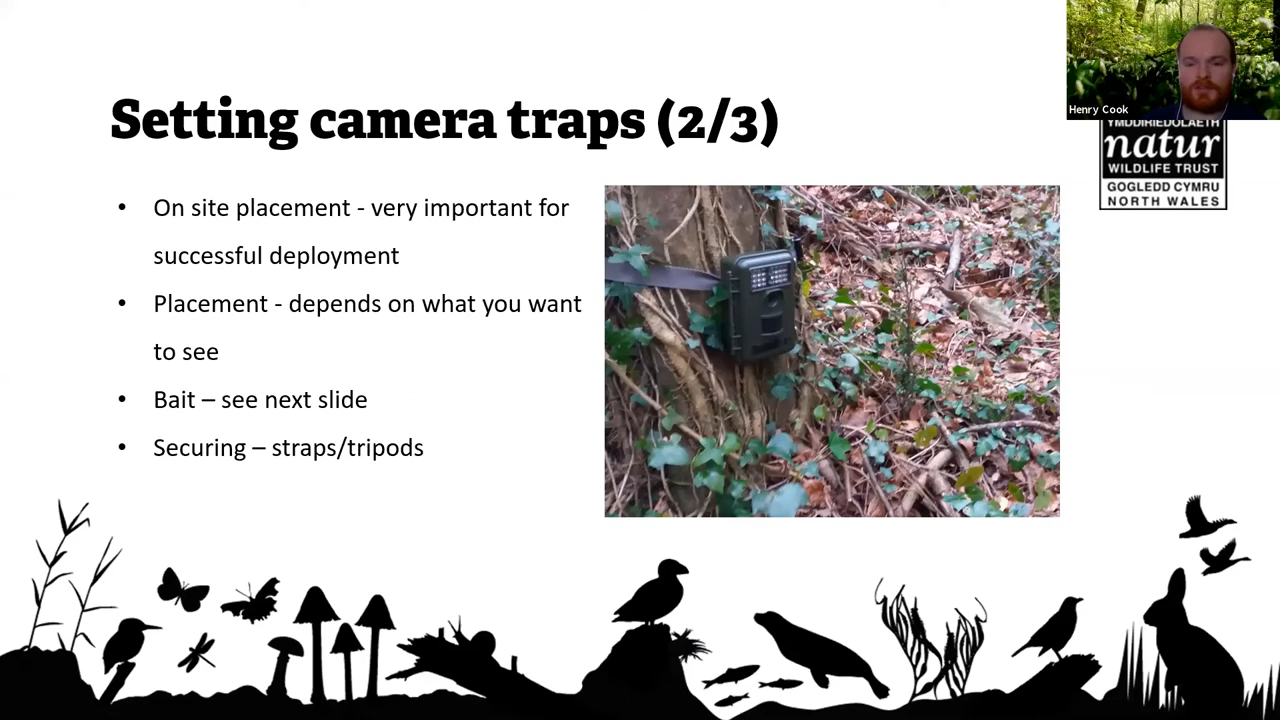 Henry Cook
YMDDIRIEDOLAETH
natur
WILDLIFE TRUST
GOGLEDD CYMRU
NORTH WALES
Setting camera traps (2/3)
• On site placement - very important for
successful deployment
• Placement - depends on what you want
to see
• Bait – see next slide
• Securing – straps/tripods